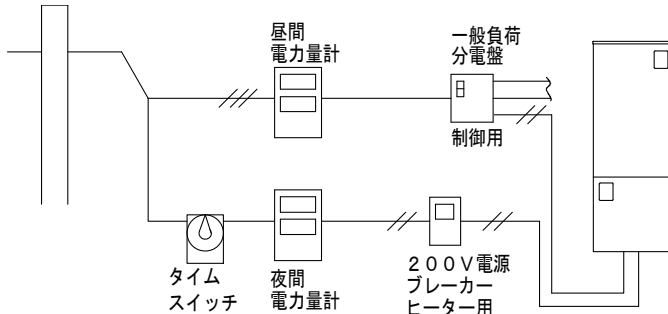 昼間
電力量計
一般負荷
分電盤
制御用
タイム
スイッチ
夜間
電力量計
２００Ｖ電源
ブレーカー
ヒーター用